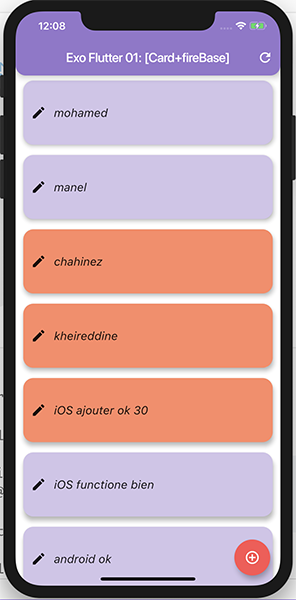 12:08
Exo Flutter 01: [Card+fireBase]
mohamed
manel
chahinez
kheireddine
iOS ajouter ok 30
iOS functione bien
android ok